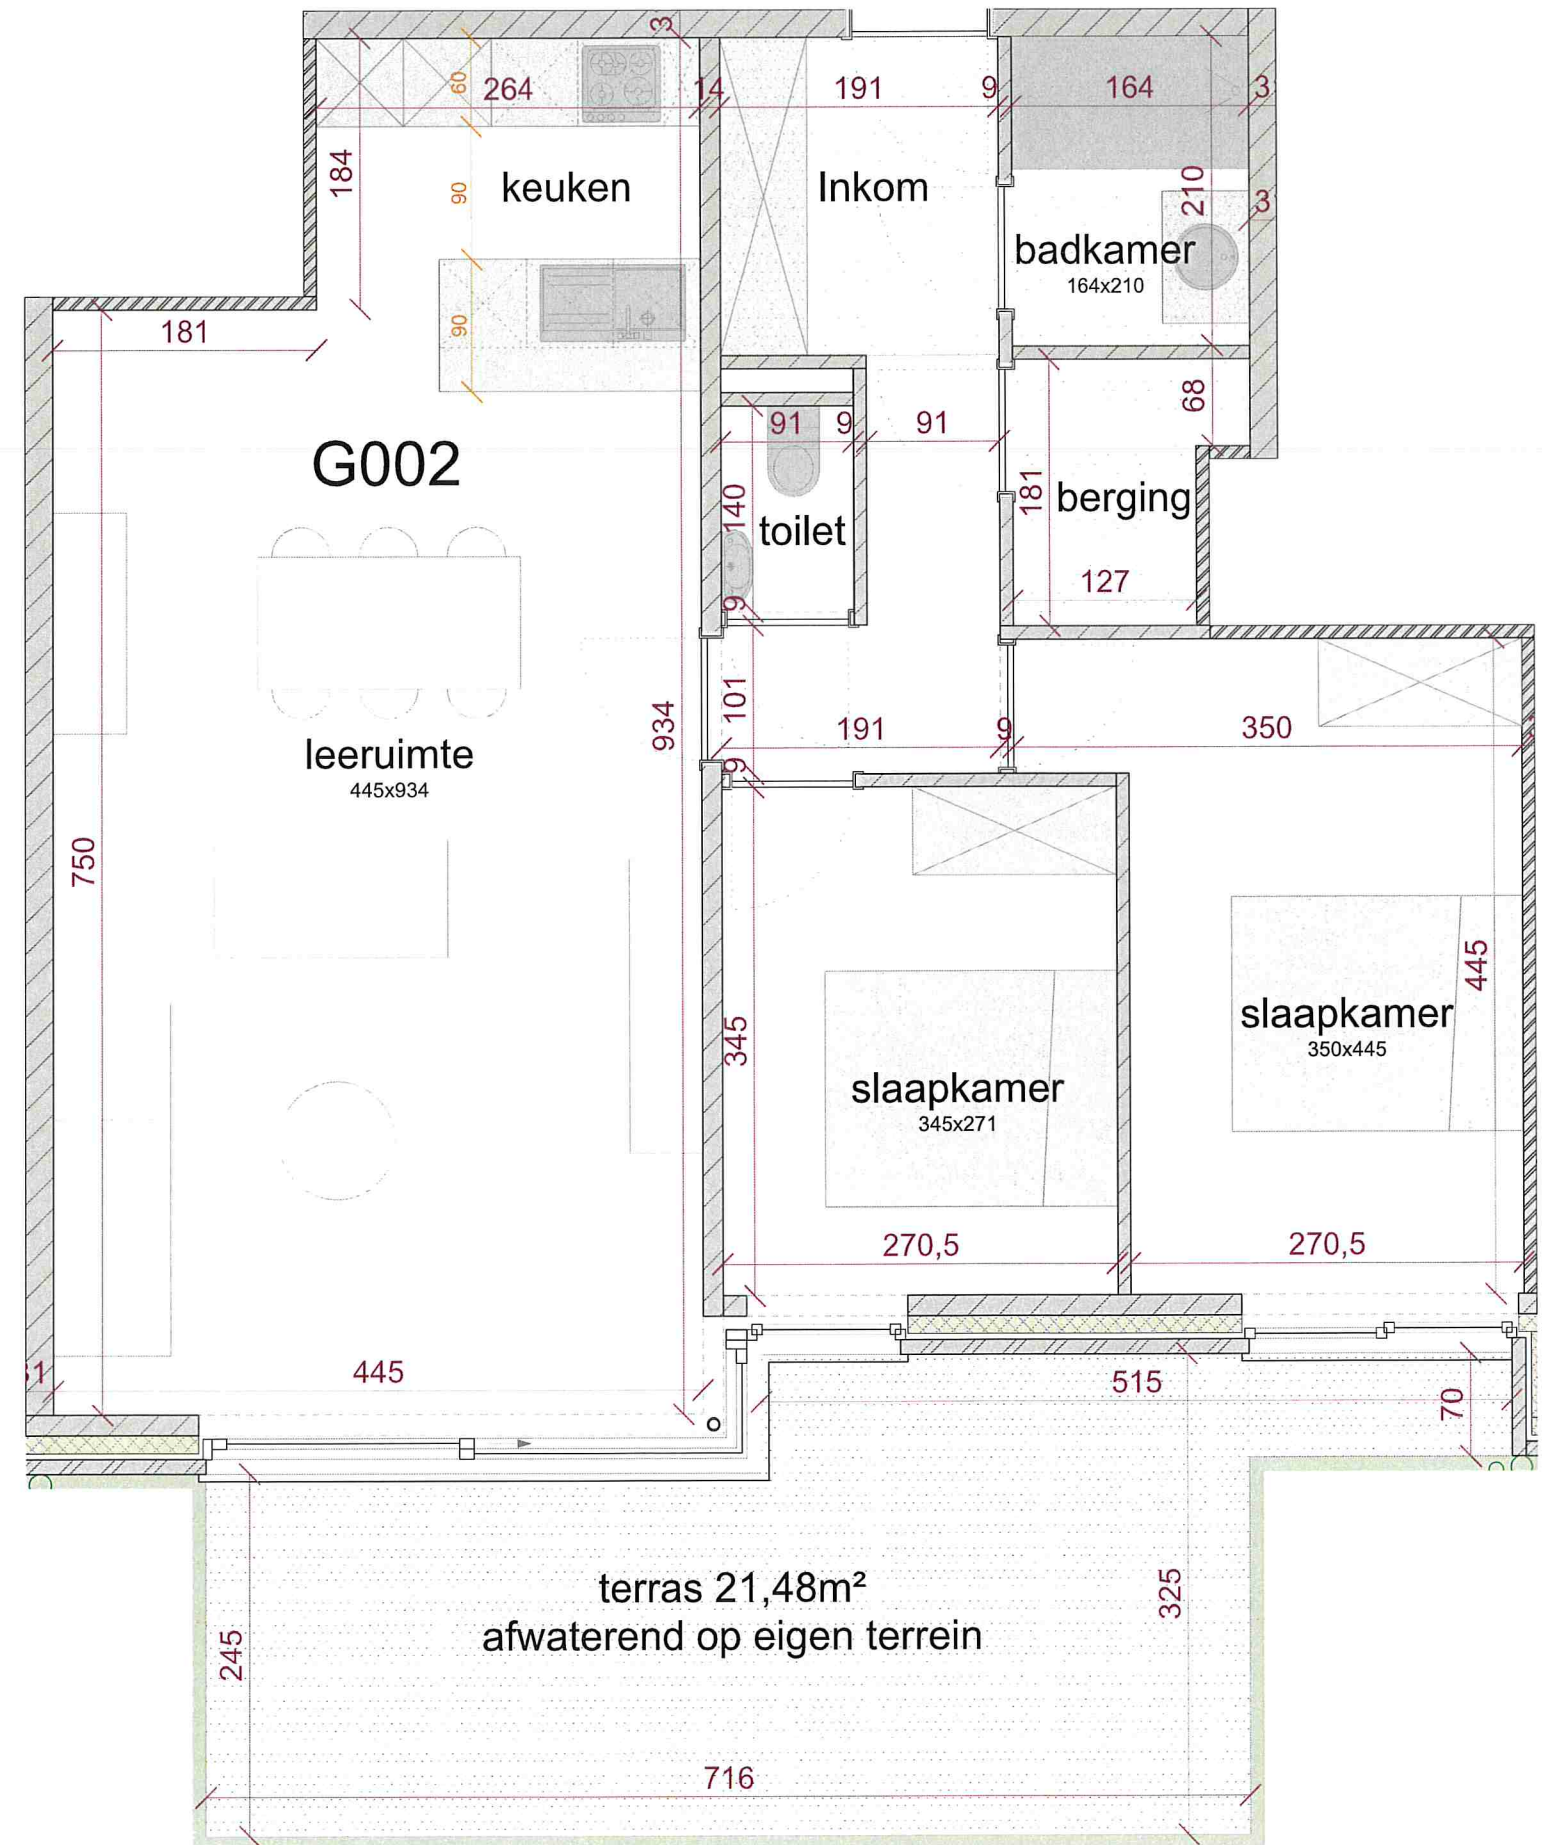 3
60
264
14
191
9
164
3
184
90
keuken
Inkom
210
3
badkamer
164x210
181
90
68
91
9
91
G002
140
181
berging
toilet
127
9
101
934
191
9
350
leeruimte
445x934
9
750
445
slaapkamer
350x445
345
slaapkamer
345x271
270,5
270,5
445
515
70
terras 21,48m²
afwaterend op eigen terrein
325
245
716